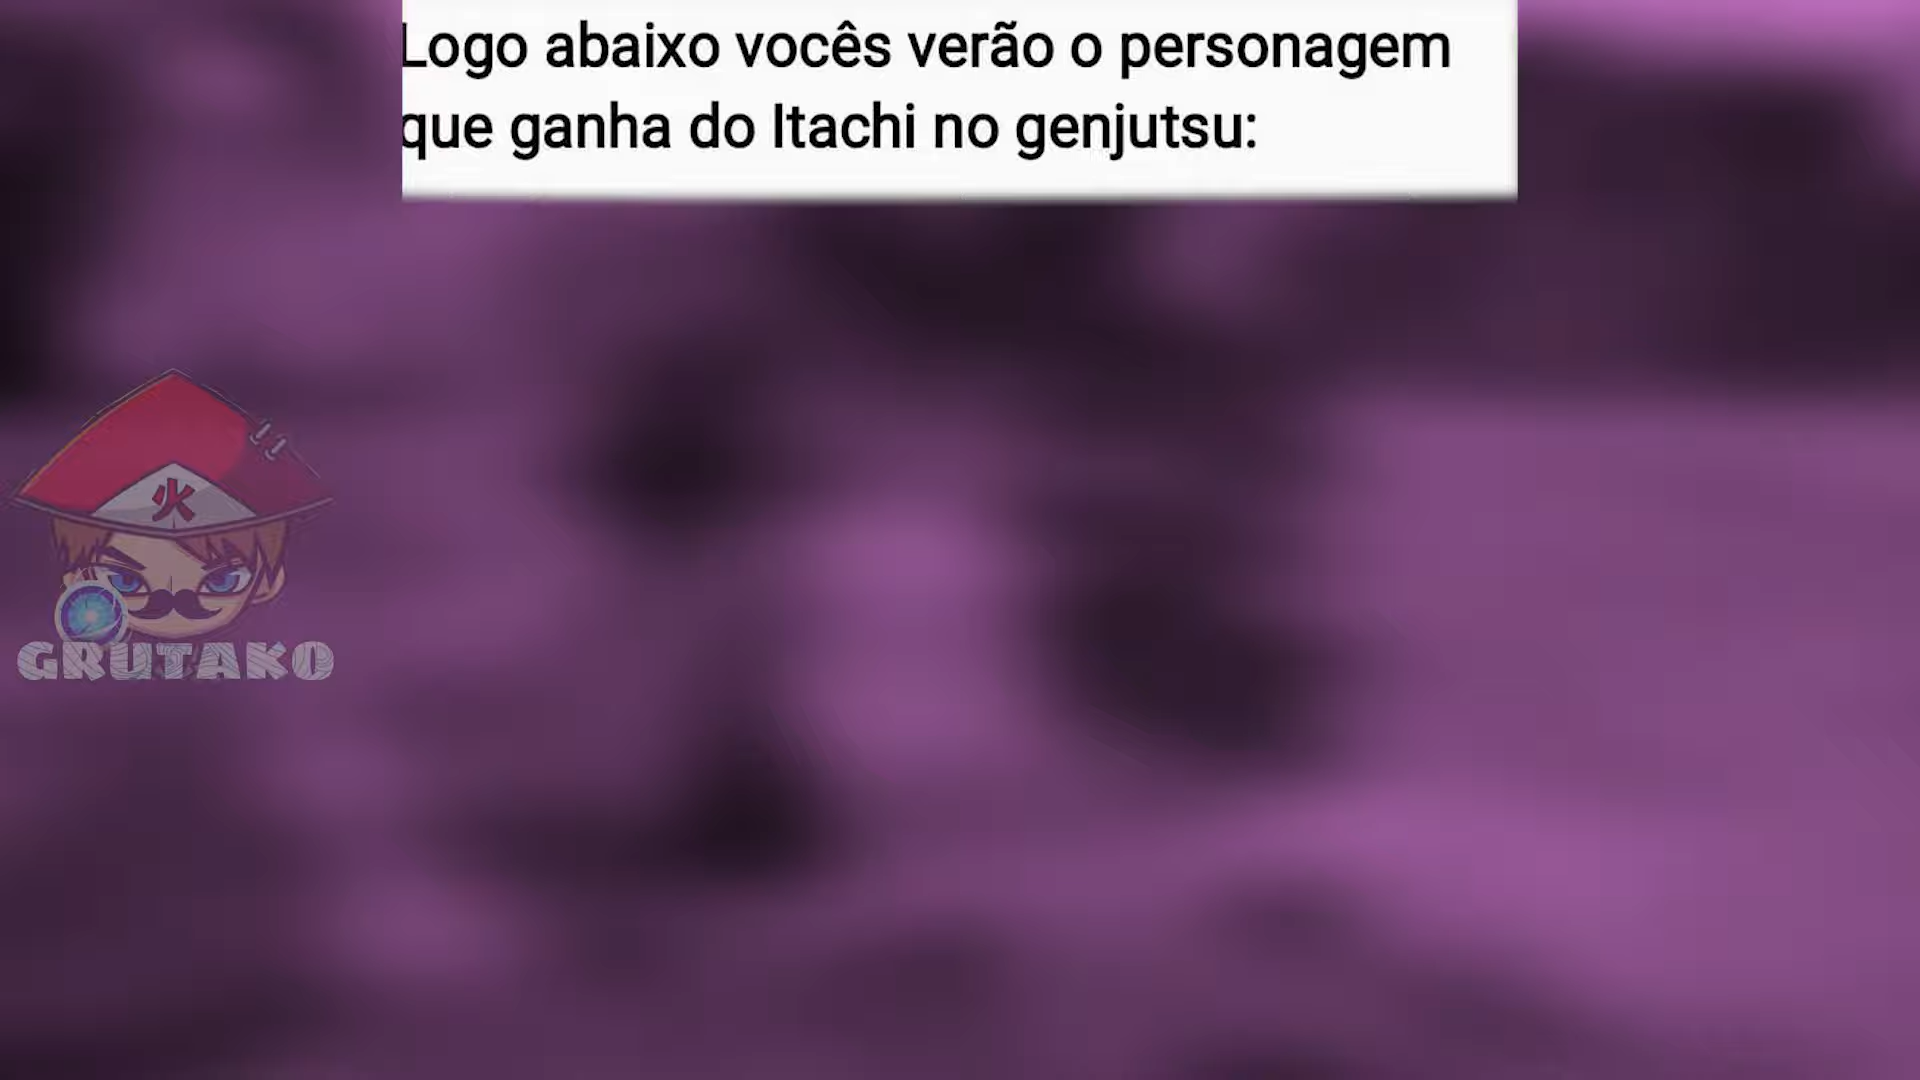 Logo abaixo vocês verão o personagem
que ganha do Itachi no genjutsu:
火
GRUTAKO